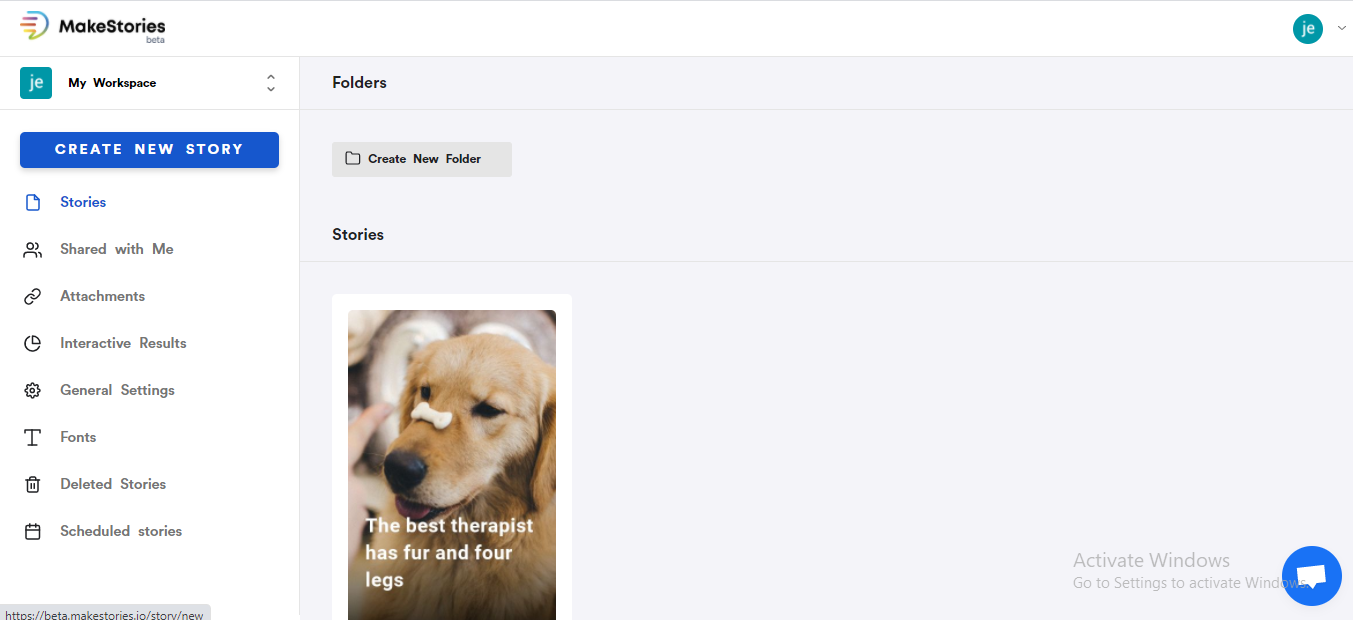 MakeStories
beta
je
je
My Workspace
CREATE NEW STORY
Stories
Shared with Me
Attachments
Interactive Results
General Settings
Fonts
Deleted Stories
Scheduled stories
https://beta.makestories.io/story/new
Folders
Create New Folder
Stories
The best therapist
has fur and four
legs
Activate Windows
Go to Settings to activate Windows.